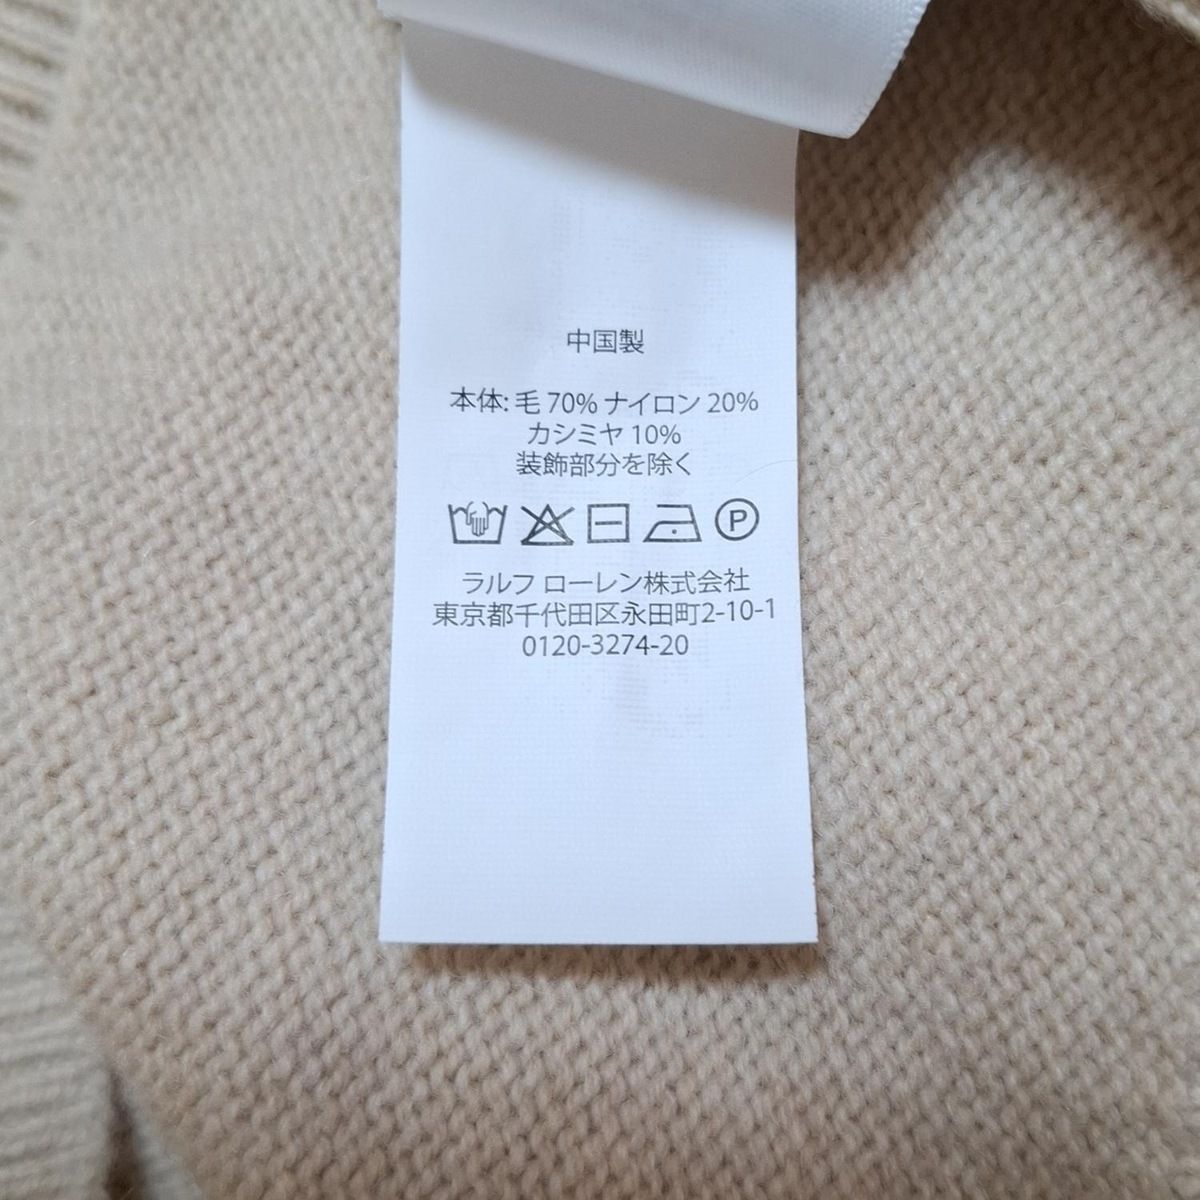 中国製
本体: 毛 70% ナイロン 20%
カシミヤ 10%
装飾部分を除く
P
ラルフ ローレン株式会社
東京都千代田区永田町2-10-1
0120-3274-20